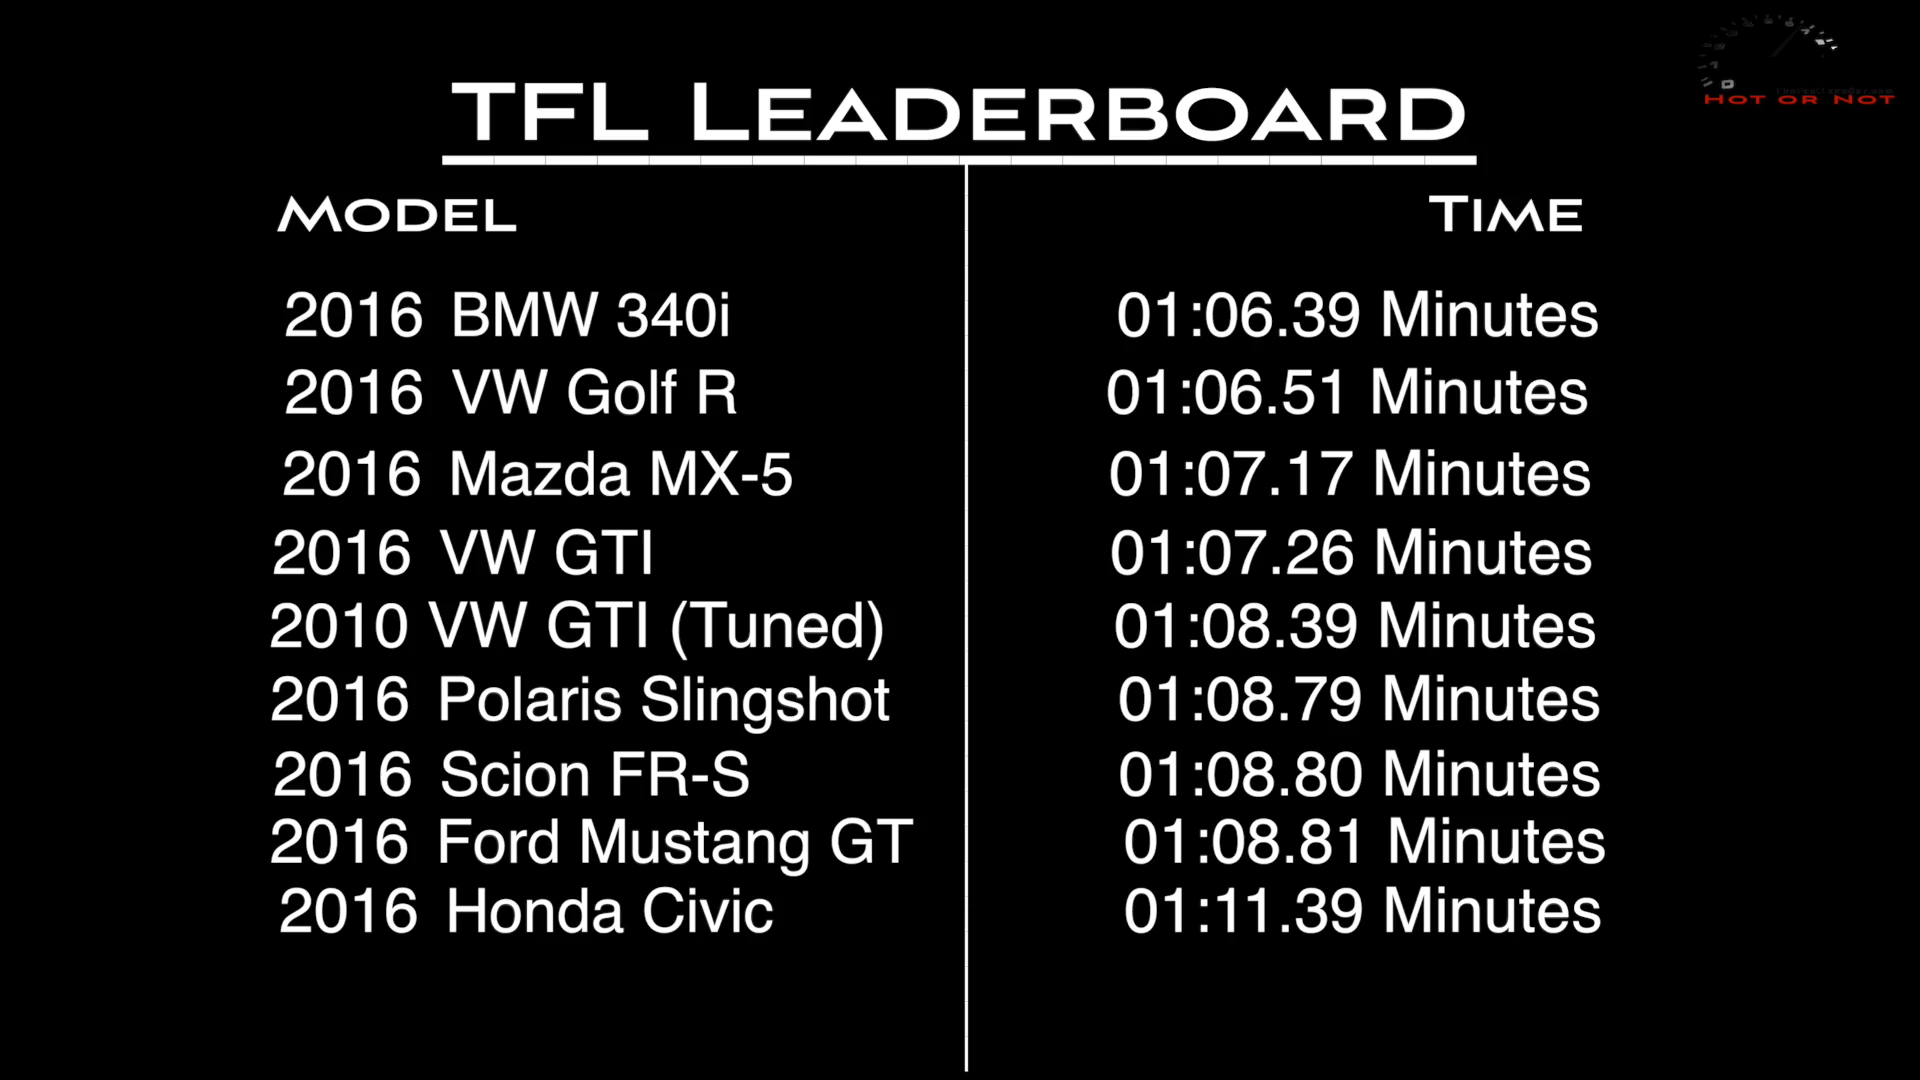 HOT OR NOT
TFL LEADERBOARD
MODEL TIME
2016 BMW 340i 01:06.39 Minutes
2016 VW Golf R 01:06.51 Minutes
2016 Mazda MX-5 01:07.17 Minutes
2016 VW GTI 01:07.26 Minutes
2010 VW GTI (Tuned) 01:08.39 Minutes
2016 Polaris Slingshot 01:08.79 Minutes
2016 Scion FR-S 01:08.80 Minutes
2016 Ford Mustang GT 01:08.81 Minutes
2016 Honda Civic 01:11.39 Minutes